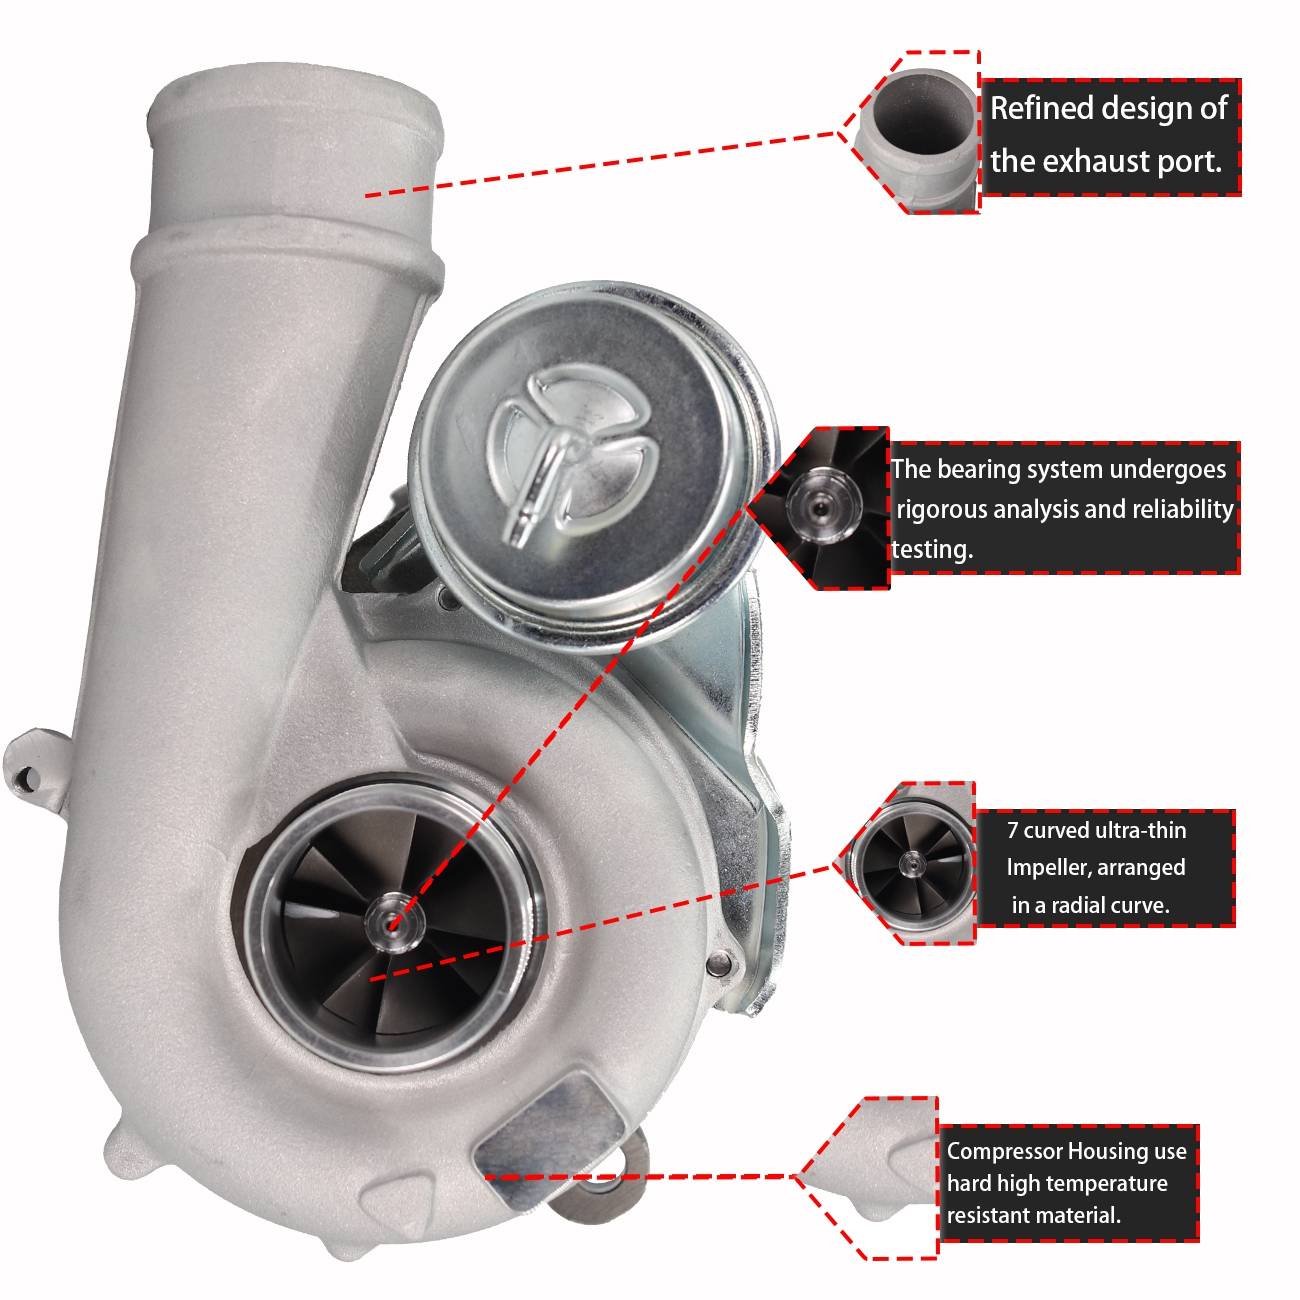 Refined design of
the exhaust port.
The bearing system undergoes
rigorous analysis and reliability
testing.
7 curved ultra-thin
Impeller, arranged
in a radial curve.
Compressor Housing use
hard high temperature
resistant material.